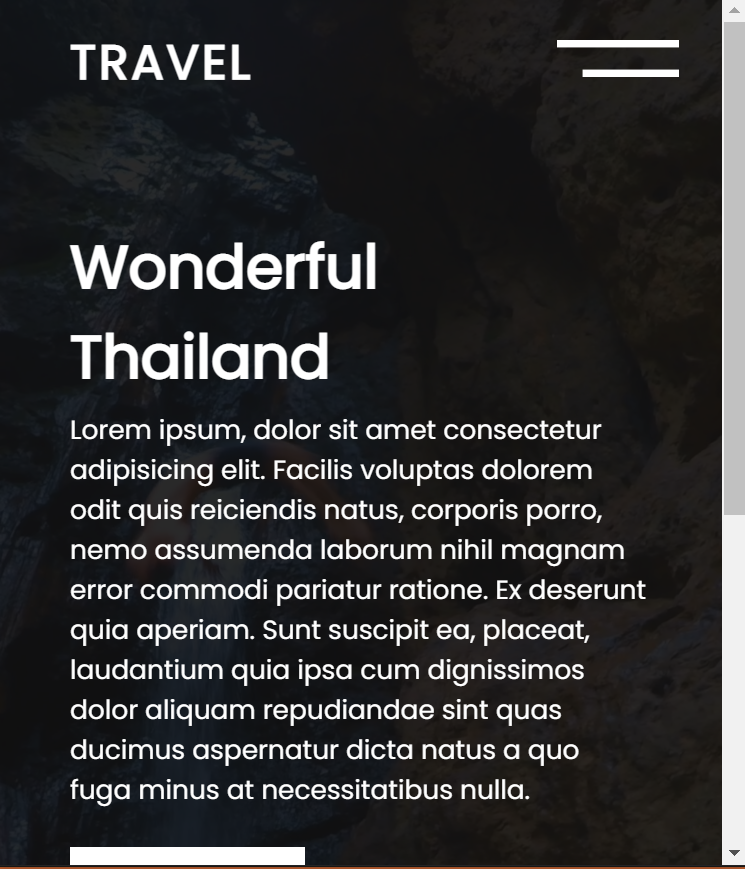 TRAVEL
Wonderful
Thailand
Lorem ipsum, dolor sit amet consectetur
adipisicing elit. Facilis voluptas dolorem
odit quis reiciendis natus, corporis porro,
nemo assumenda laborum nihil magnam
error commodi pariatur ratione. Ex deserunt
quia aperiam. Sunt suscipit ea, placeat,
laudantium quia ipsa cum dignissimos
dolor aliquam repudiandae sint quas
ducimus aspernatur dicta natus a quo
fuga minus at necessitatibus nulla.